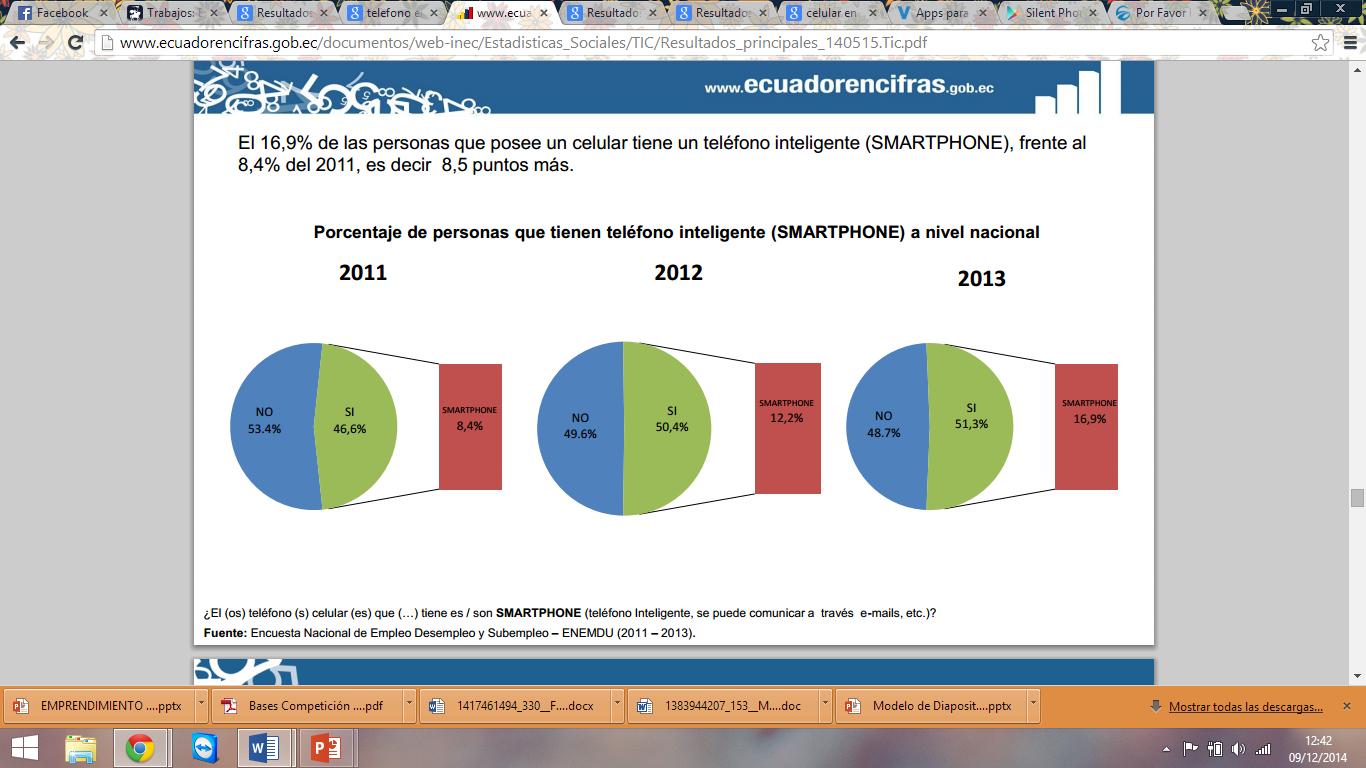 Facebook
Trabajos: E
Resultados
telefono e
www.ecua
Resultado
Resultado
celular en
Apps para
Silent Pho
Por Favor
www.ecuadorencifras.gob.ec/documentos/web-inec/Estadisticas_Sociales/TIC/Resultados_principales_140515.Tic.pdf
www.ecuadorencifras.gob.ec
El 16,9% de las personas que posee un celular tiene un teléfono inteligente (SMARTPHONE), frente al
8,4% del 2011, es decir 8,5 puntos más.
Porcentaje de personas que tienen teléfono inteligente (SMARTPHONE) a nivel nacional
2011
2012
2013
NO
53.4%
SI
46,6%
SMARTPHONE
8,4%
NO
49.6%
SI
50,4%
SMARTPHONE
12,2%
NO
48.7%
SI
51,3%
SMARTPHONE
16,9%
¿El (os) teléfono (s) celular (es) que (…) tiene es / son SMARTPHONE (teléfono Inteligente, se puede comunicar a través e-mails, etc.)?
Fuente: Encuesta Nacional de Empleo Desempleo y Subempleo – ENEMDU (2011 – 2013).
EMPRENDIMIENTO ....pptx
Bases Competición ....pdf
1417461494_330__F....docx
1383944207_153__M....doc
Modelo de Diaposit....pptx
Mostrar todas las descargas...
12:42
09/12/2014